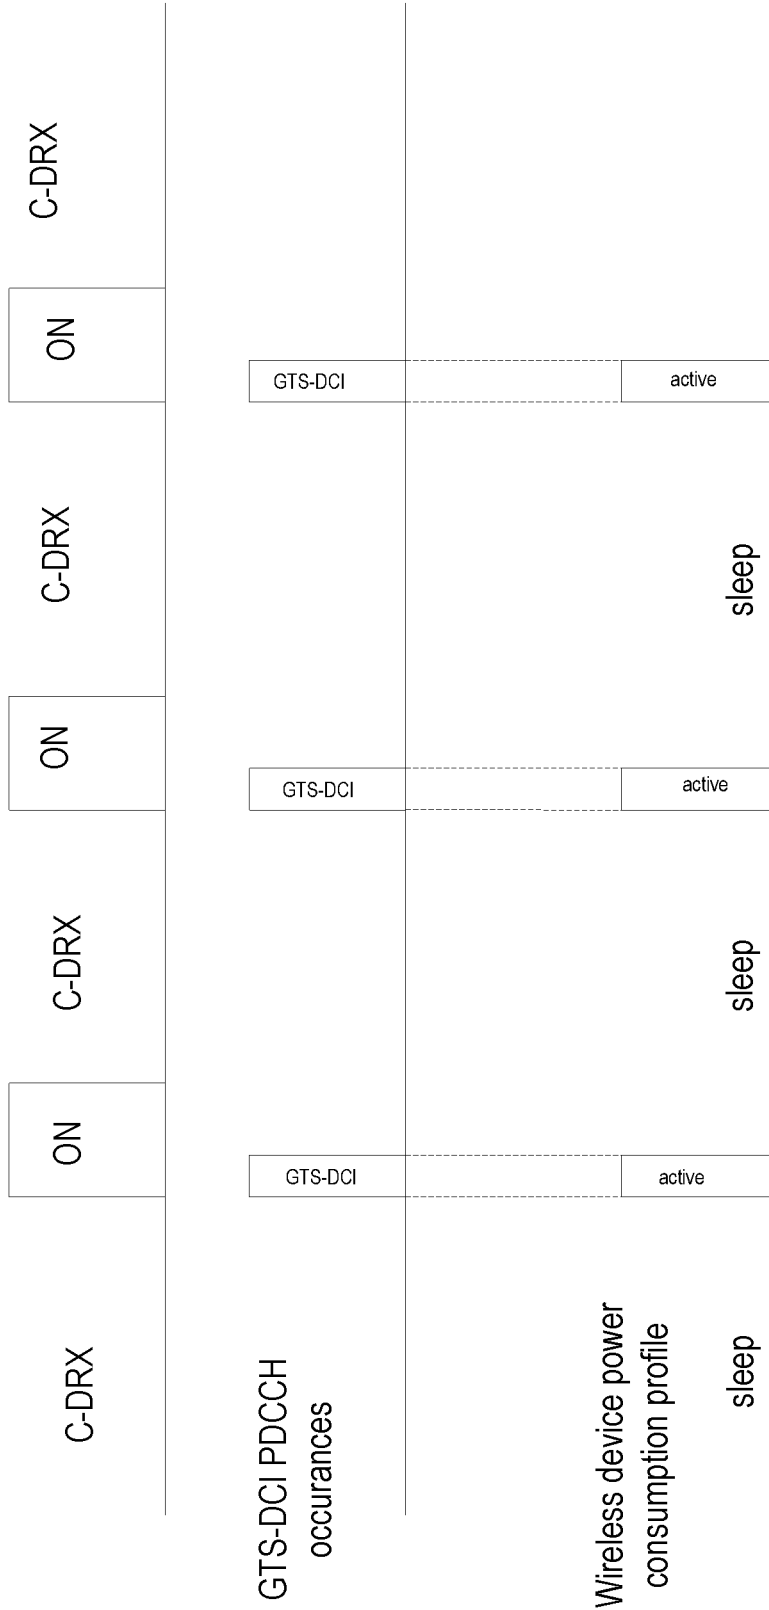 C-DRX
ON
C-DRX
ON
C-DRX
ON
C-DRX
GTS-DCI PDCCH
occurances
GTS-DCI
GTS-DCI
GTS-DCI
Wireless device power
consumption profile
active
active
active
sleep
sleep
sleep